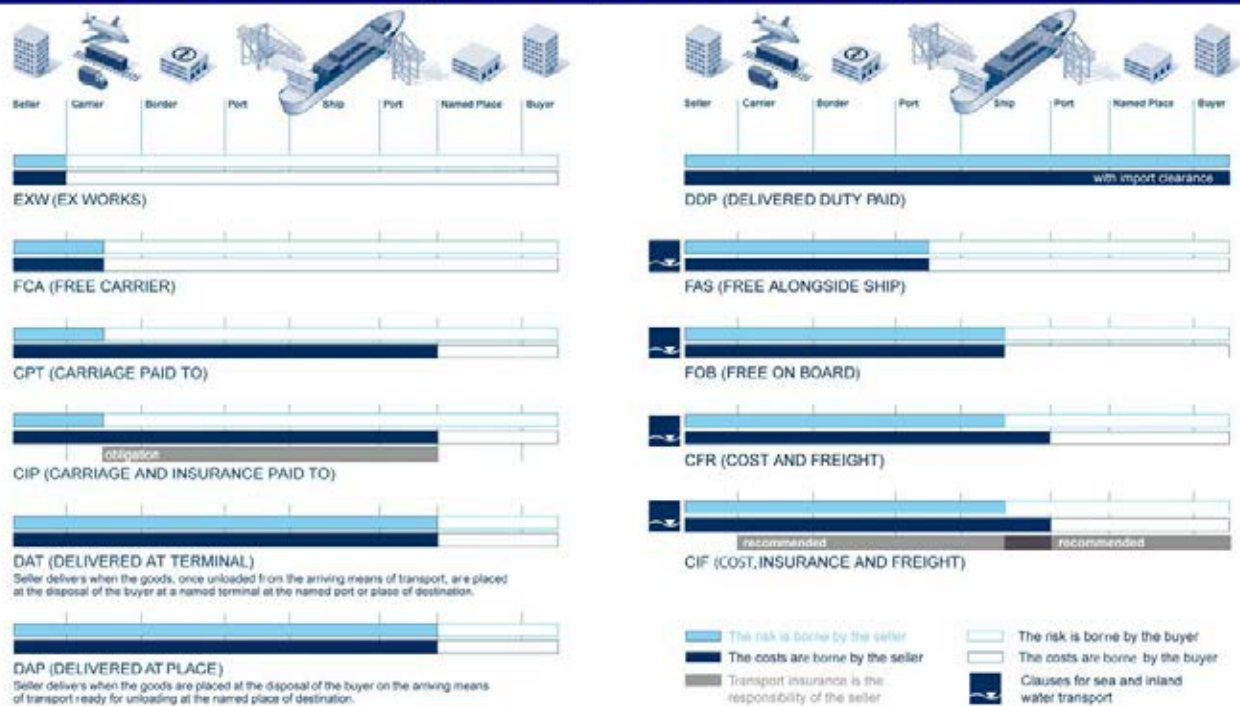 Seller Carrier Border Port Ship Port Named Place Buyer
EXW (EX WORKS)
FCA (FREE CARRIER)
CPT (CARRIAGE PAID TO)
obligation
CIP (CARRIAGE AND INSURANCE PAID TO)
DAT (DELIVERED AT TERMINAL)
Seller delivers when the goods, once unloaded from the arriving means of transport, are placed
at the disposal of the buyer at a named terminal at the named port or place of destination.
DAP (DELIVERED AT PLACE)
Seller delivers when the goods are placed at the disposal of the buyer on the arriving means
of transport ready for unloading at the named place of destination.
Seller Carrier Border Port Ship Port Named Place Buyer
with import clearance
DDP (DELIVERED DUTY PAID)
FAS (FREE ALONGSIDE SHIP)
FOB (FREE ON BOARD)
CFR (COST AND FREIGHT)
recommended recommended
CIF (COST,INSURANCE AND FREIGHT)
The risk is borne by the seller
The costs are borne by the seller
Transport insurance is the
responsibility of the seller
The risk is borne by the buyer
The costs are borne by the buyer
Clauses for sea and inland
water transport